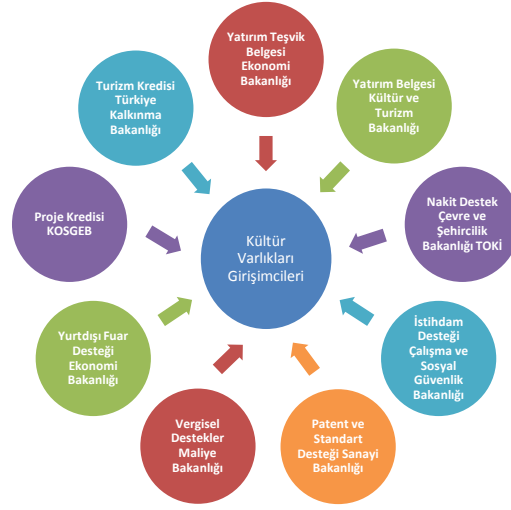 Yatırım Teşvik
Belgesi
Ekonomi
Bakanlığı
Yatırım Belgesi
Kültür ve
Turizm
Bakanlığı
Nakit Destek
Çevre ve
Şehircilik
Bakanlığı TOKİ
İstihdam
Desteği
Çalışma ve
Sosyal
Güvenlik
Bakanlığı
Patent ve
Standart
Desteği Sanayi
Bakanlığı
Vergisel
Destekler
Maliye
Bakanlığı
Yurtdışı Fuar
Desteği
Ekonomi
Bakanlığı
Proje Kredisi
KOSGEB
Turizm Kredisi
Türkiye
Kalkınma
Bakanlığı
Kültür
Varlıkları
Girişimcileri